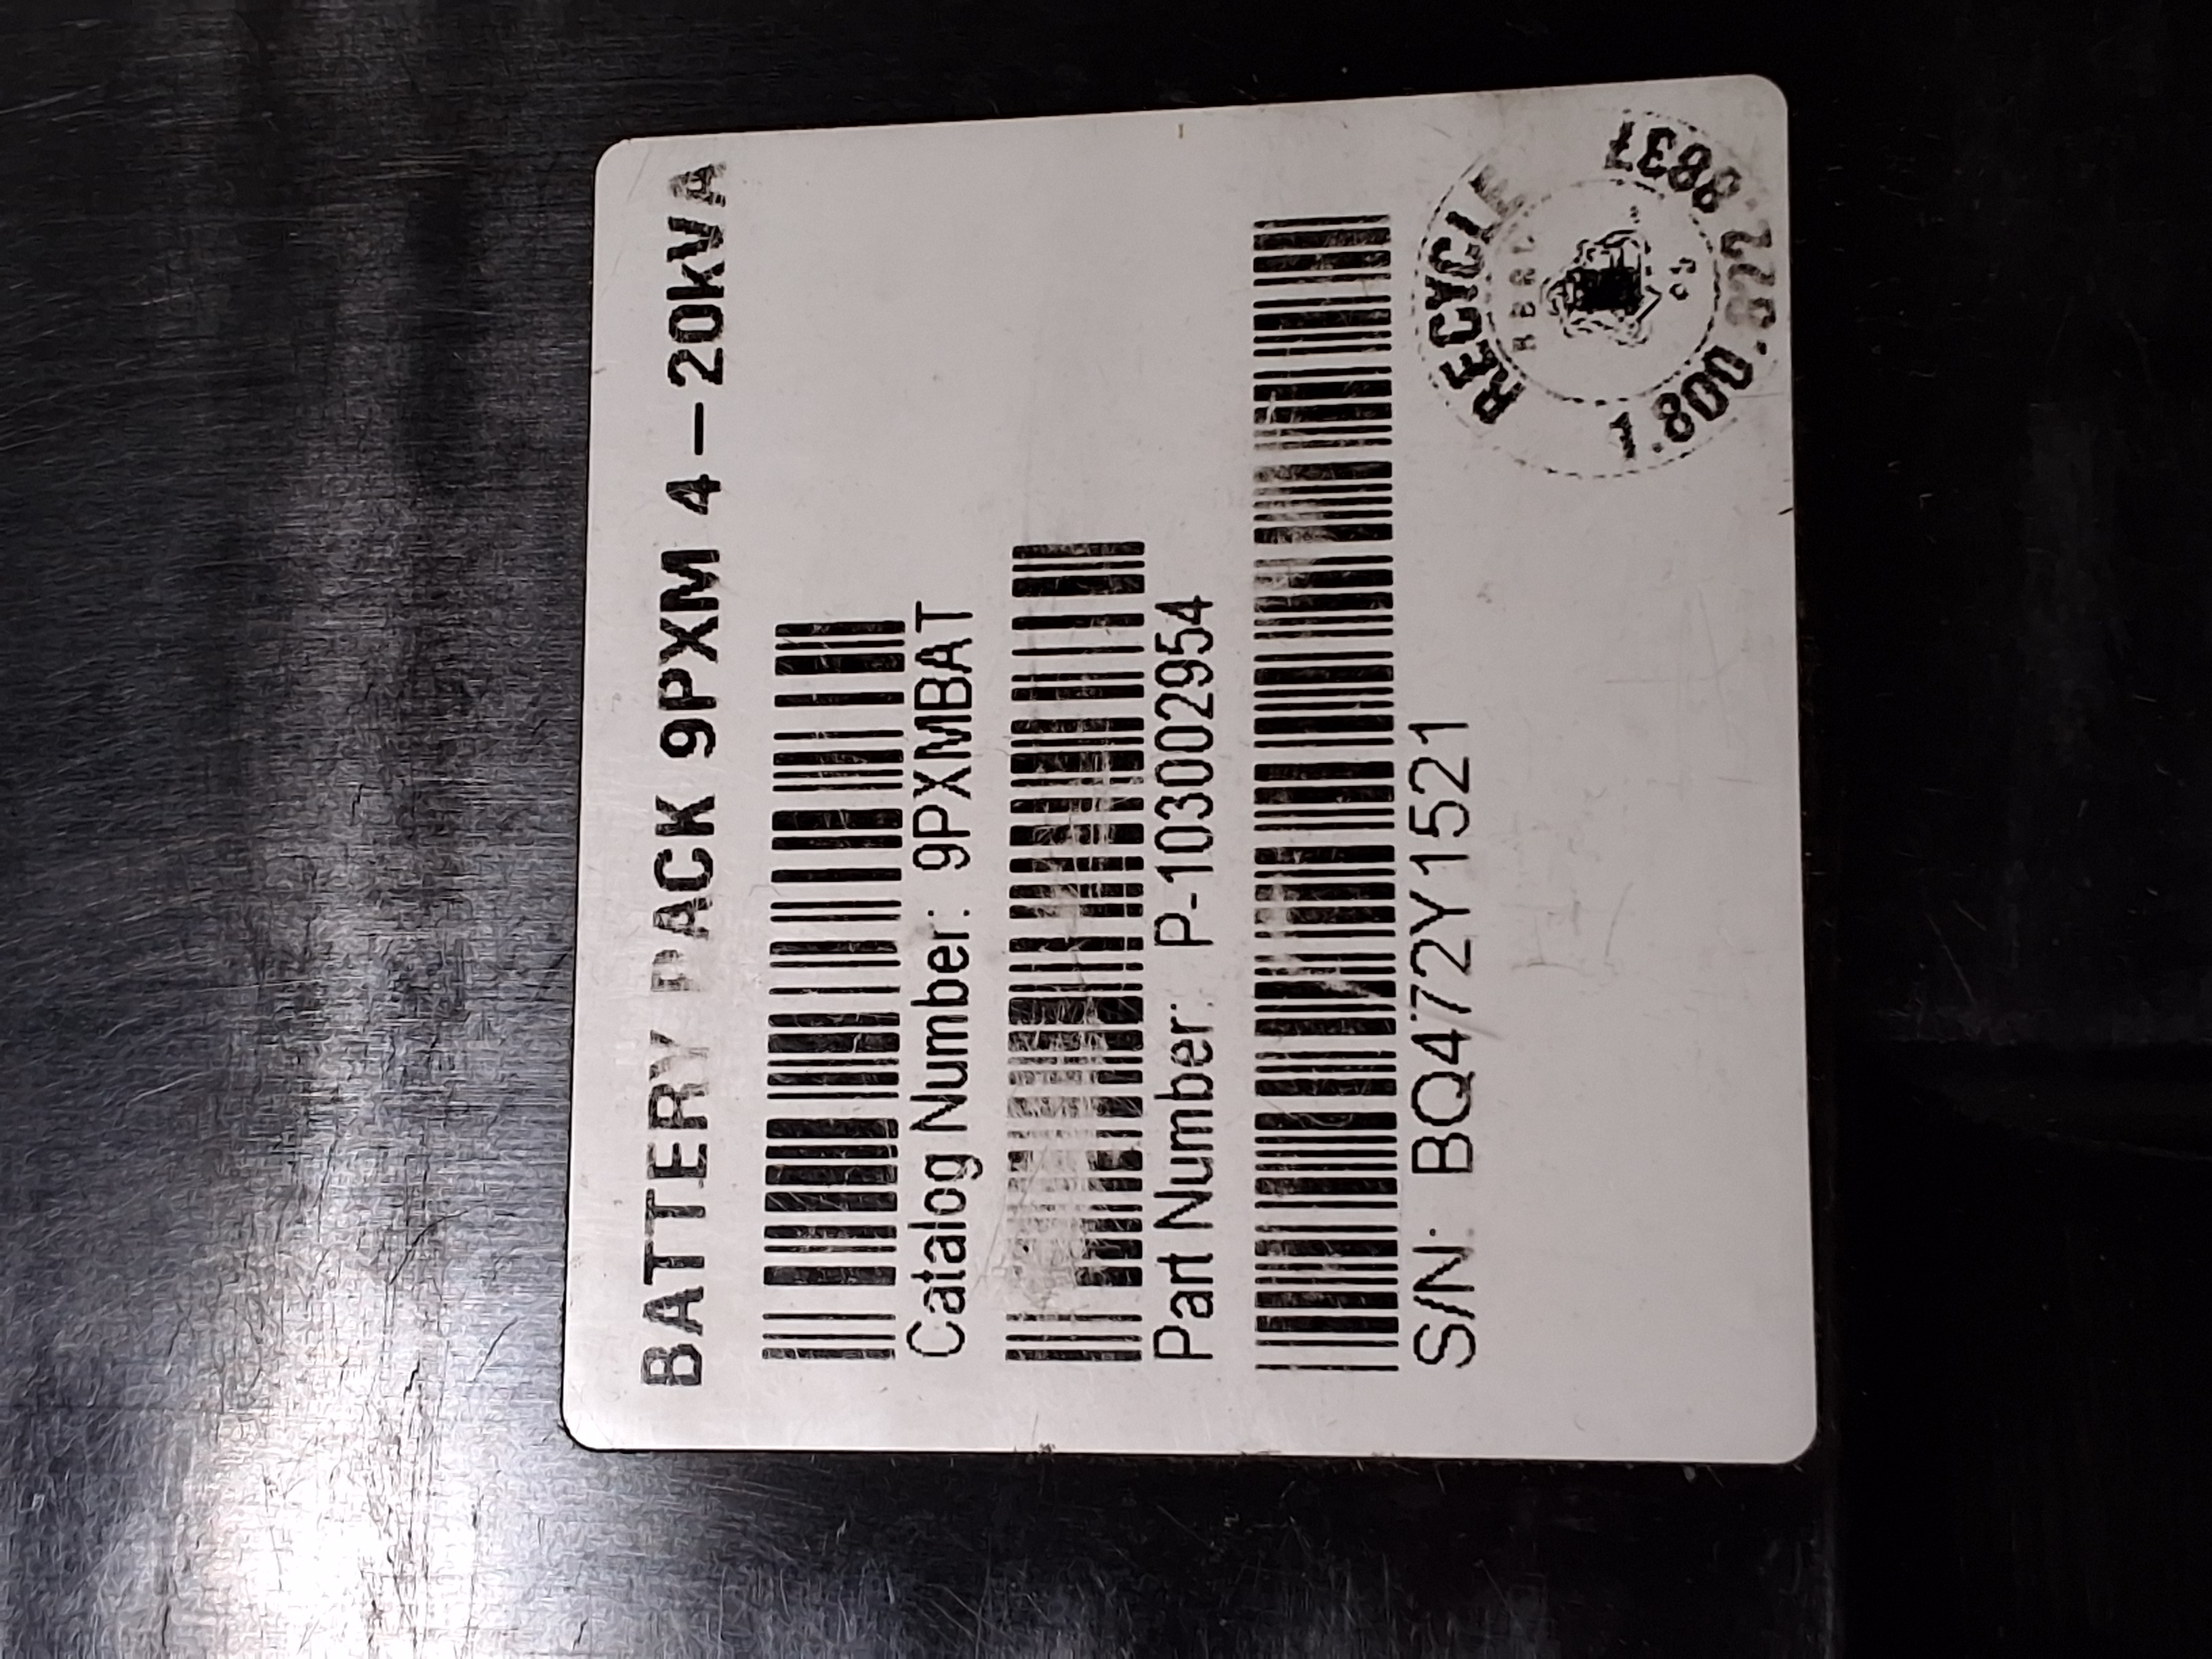 BATTERY PACK 9PXM 4-20kVA
Catalog Number: 9PXMBAT
Part Number: P-103002954
S/N: BQ472Y1521
RECYCLE
1.800.822.8837